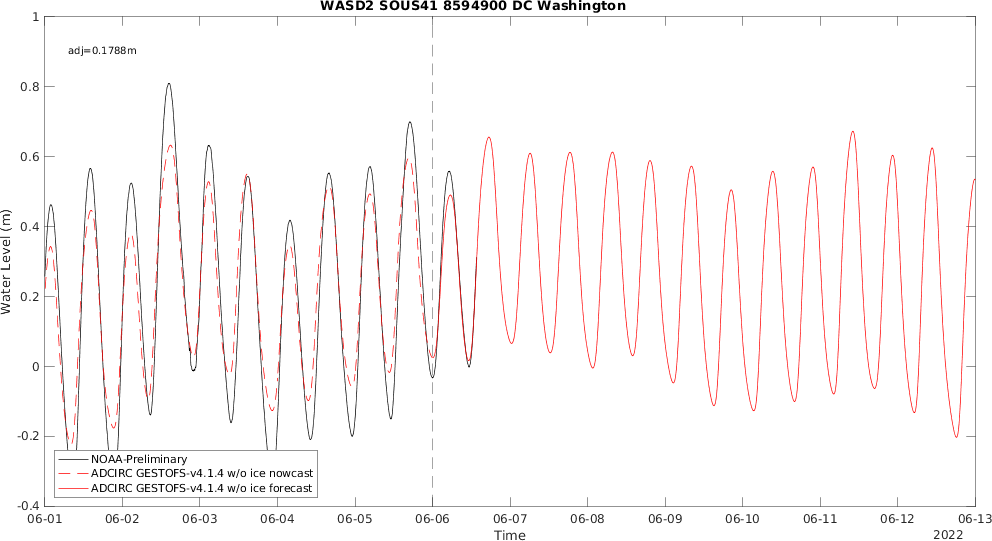 WASD2 SOUS41 8594900 DC Washington
adj=0.1788m
1
0.8
0.6
0.4
0.2
0
-0.2
-0.4
Water Level (m)
NOAA-Preliminary
ADCIRC GESTOFS-v4.1.4 w/o ice nowcast
ADCIRC GESTOFS-v4.1.4 w/o ice forecast
06-01 06-02 06-03 06-04 06-05 06-06 06-07 06-08 06-09 06-10 06-11 06-12 06-13
Time
2022